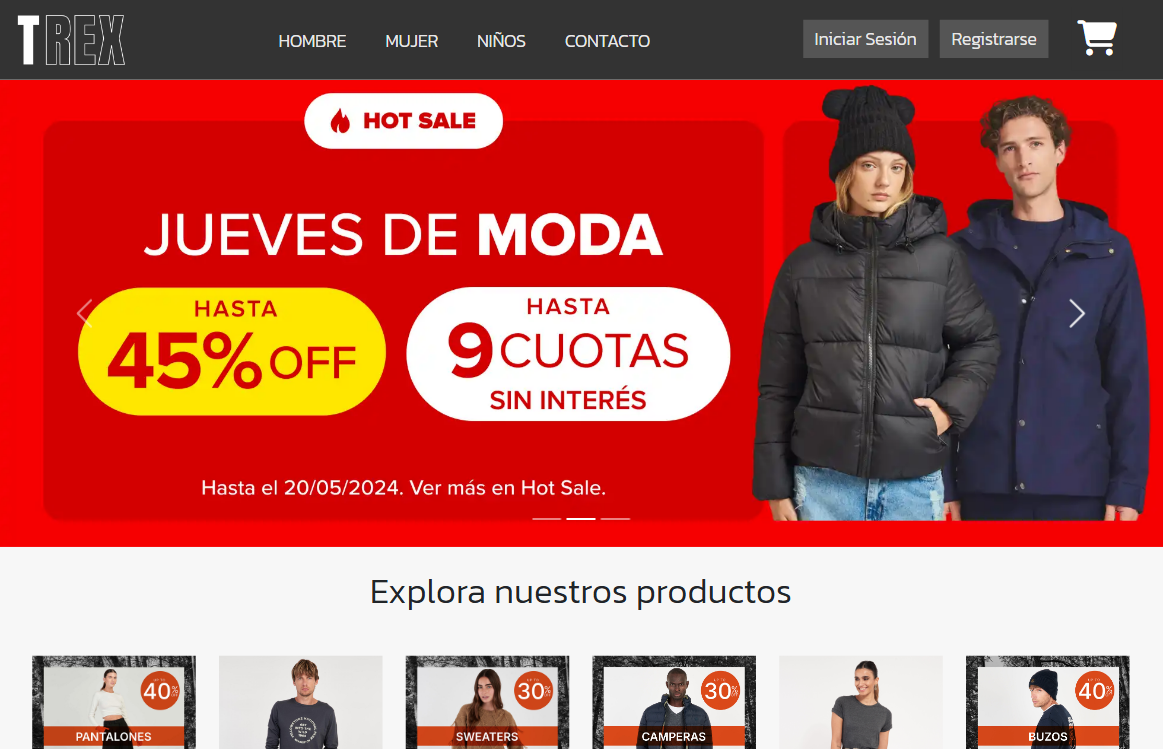 TREX
HOMBRE MUJER NIÑOS CONTACTO
Iniciar Sesión Registrarse
HOT SALE
JUEVES DE MODA
HASTA
45% OFF
HASTA
9 CUOTAS
SIN INTERÉS
Hasta el 20/05/2024. Ver más en Hot Sale.
Explora nuestros productos
40%
30%
30%
40%
PANTALONES
SWEATERS
CAMPERAS
BUZOS